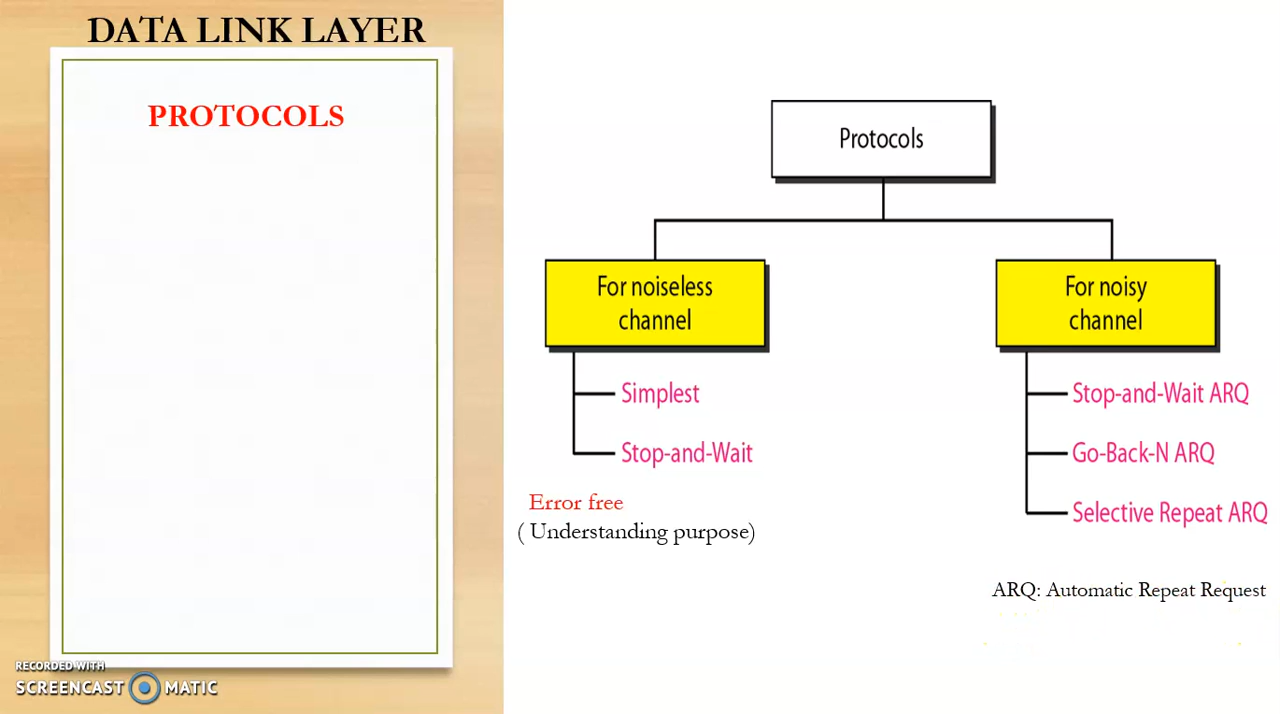 DATA LINK LAYER
PROTOCOLS
Protocols
For noiseless
channel
Simplest
Stop-and-Wait
Error free
( Understanding purpose)
For noisy
channel
Stop-and-Wait ARQ
Go-Back-N ARQ
Selective Repeat ARQ
ARQ: Automatic Repeat Request
RECORDED WITH
SCREENCAST MATIC